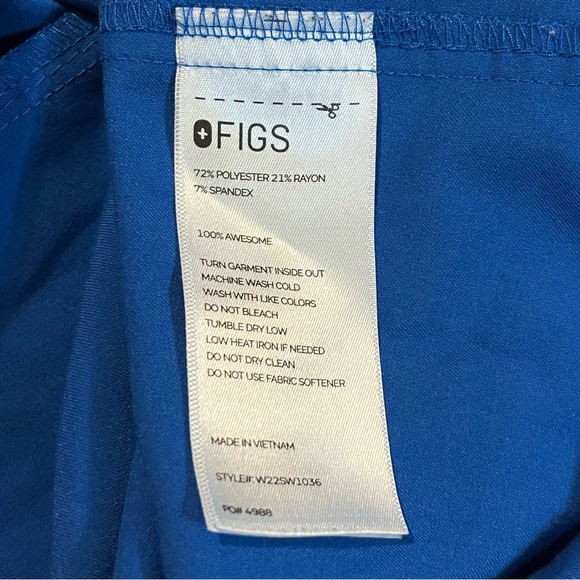 FIGS
72% POLYESTER 21% RAYON
7% SPANDEX
100% AWESOME
TURN GARMENT INSIDE OUT
MACHINE WASH COLD
WASH WITH LIKE COLORS
DO NOT BLEACH
TUMBLE DRY LOW
LOW HEAT IRON IF NEEDED
DO NOT DRY CLEAN
DO NOT USE FABRIC SOFTENER
MADE IN VIETNAM
STYLE#: W22SW1036
PO# 4988